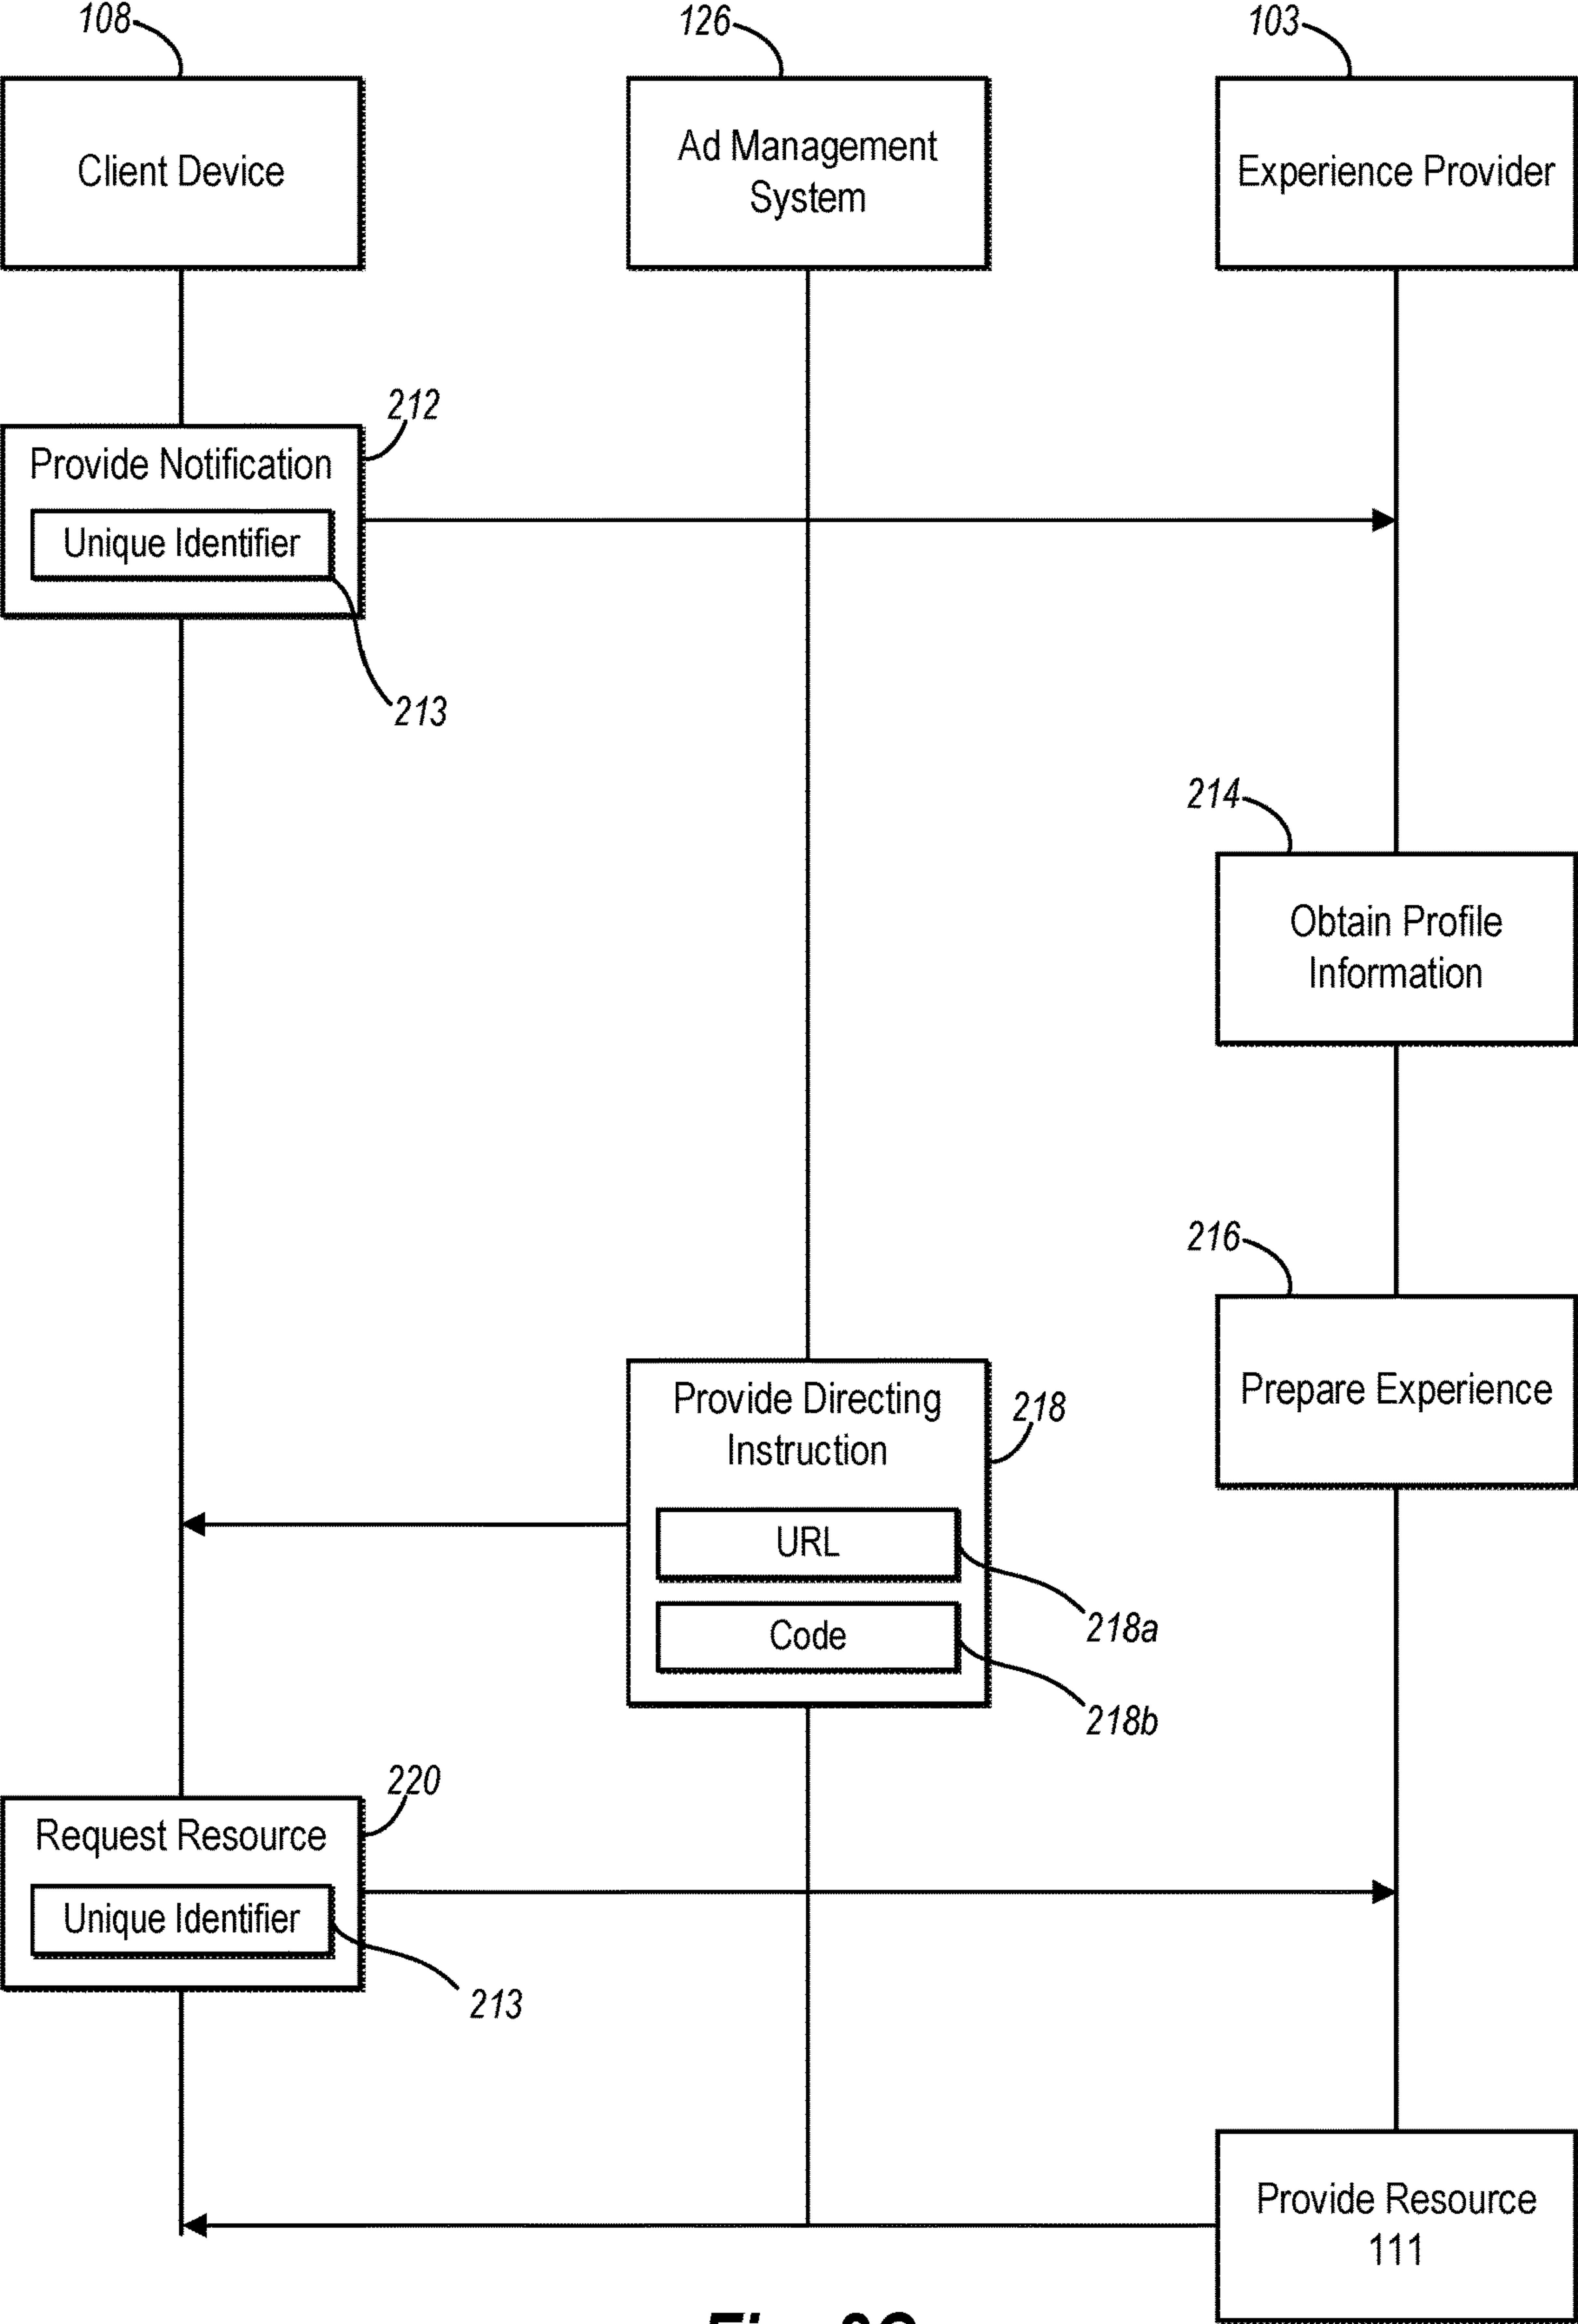 108
126
103
Client Device
Ad Management
System
Experience Provider
212
Provide Notification
Unique Identifier
213
214
Obtain Profile
Information
216
Prepare Experience
Provide Directing
Instruction
218
URL
218a
Code
218b
220
Request Resource
Unique Identifier
213
Provide Resource
111